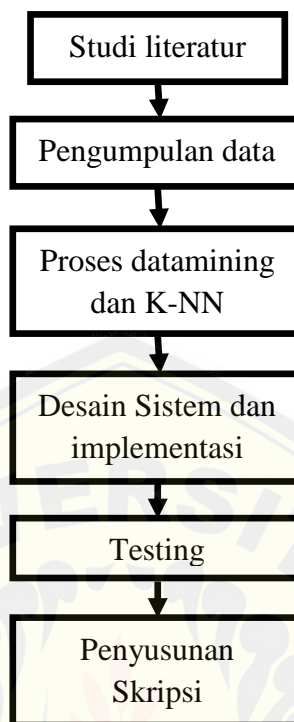 Studi literatur
Pengumpulan data
Proses datamining
dan K-NN
Desain Sistem dan
implementasi
Testing
Penyusunan
Skripsi